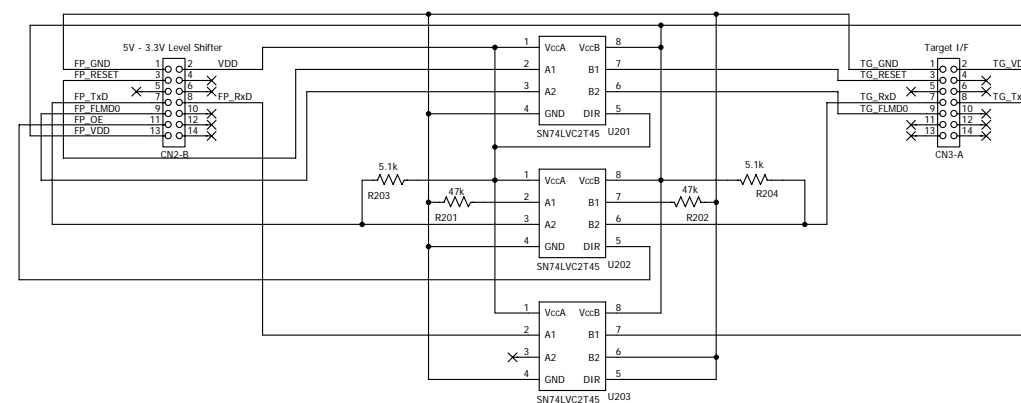 5V - 3.3V Level Shifter
FP_GND 1 2 VDD
FP_RESET 3 4
5 6
FP_TxD 7 8 FP_RxD
FP_FLMD0 9 10
FP_OE 11 12
FP_VDD 13 14
CN2-B
1 VccA VccB 8
2 A1 B1 7
3 A2 B2 6
4 GND DIR 5
SN74LVC2T45 U201
5.1k
R203
47k
R201
1 VccA VccB 8
2 A1 B1 7
3 A2 B2 6
4 GND DIR 5
SN74LVC2T45 U202
47k
R202
5.1k
R204
1 VccA VccB 8
2 A1 B1 7
3 A2 B2 6
4 GND DIR 5
SN74LVC2T45 U203
Target I/F
TG_GND 1 2
TG_RESET 3 4
5 6
TG_RxD 7 8
TG_FLMD0 9 10
11 12
13 14
CN3-A